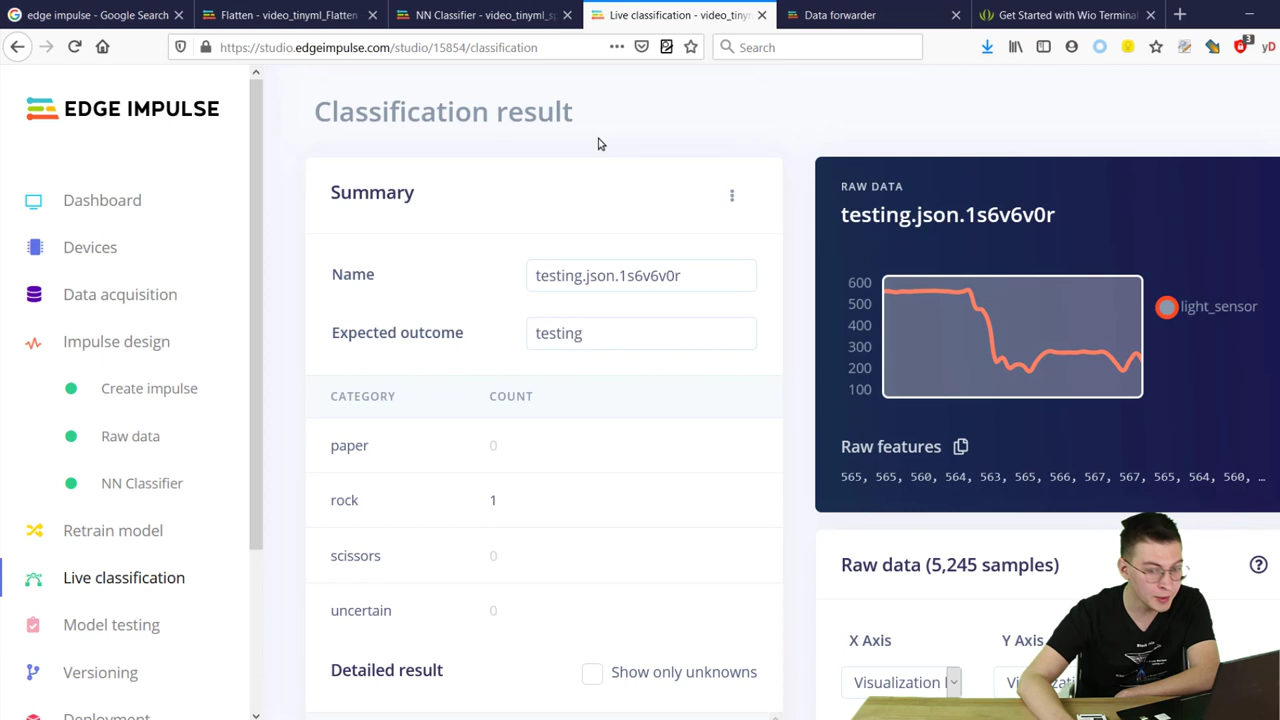 edge impulse - Google Search
Flatten - video_tinyml_Flatten
NN Classifier - video_tinyml_sp
Live classification - video_tinym
Data forwarder
Get Started with Wio Terminal
https://studio.edgeimpulse.com/studio/15854/classification
Search
3
yD
EDGE IMPULSE
Dashboard
Devices
Data acquisition
Impulse design
Create impulse
Raw data
NN Classifier
Retrain model
Live classification
Model testing
Versioning
Deployment
Classification result
Summary
Name
testing.json.1s6v6v0r
Expected outcome
testing
CATEGORY COUNT
paper 0
rock 1
scissors 0
uncertain 0
Detailed result
Show only unknowns
RAW DATA
testing.json.1s6v6v0r
600
500
400
300
200
100
light_sensor
Raw features
565, 565, 560, 564, 563, 565, 566, 567, 567, 565, 564, 560, …
Raw data (5,245 samples)
X Axis
Y Axis
Visualization